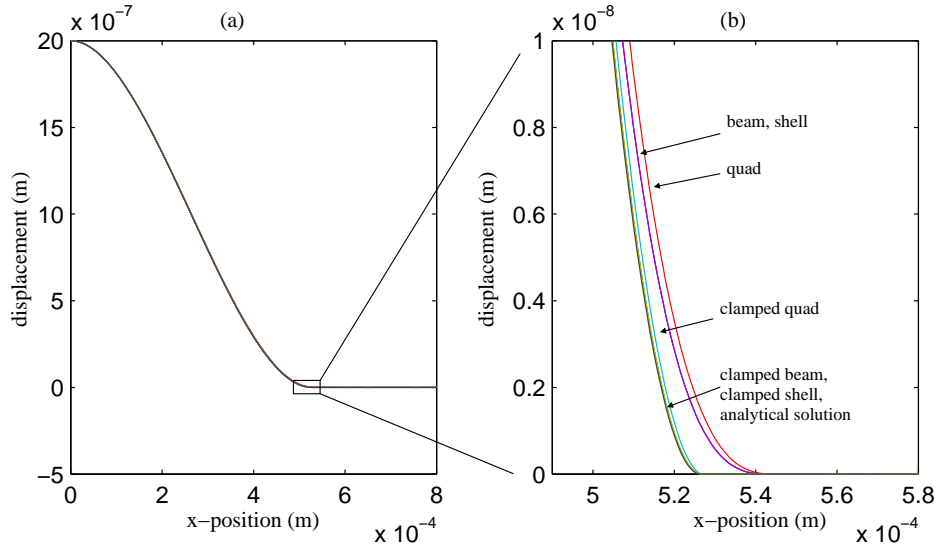 x 10⁻⁷
(a)
20
15
10
5
0
−5
0
2
4
6
8
x−position (m)
x 10⁻⁴
displacement (m)
x 10⁻⁸
(b)
1
0.8
0.6
0.4
0.2
0
5
5.2
5.4
5.6
5.8
x−position (m)
x 10⁻⁴
displacement (m)
beam, shell
quad
clamped quad
clamped beam,
clamped shell,
analytical solution